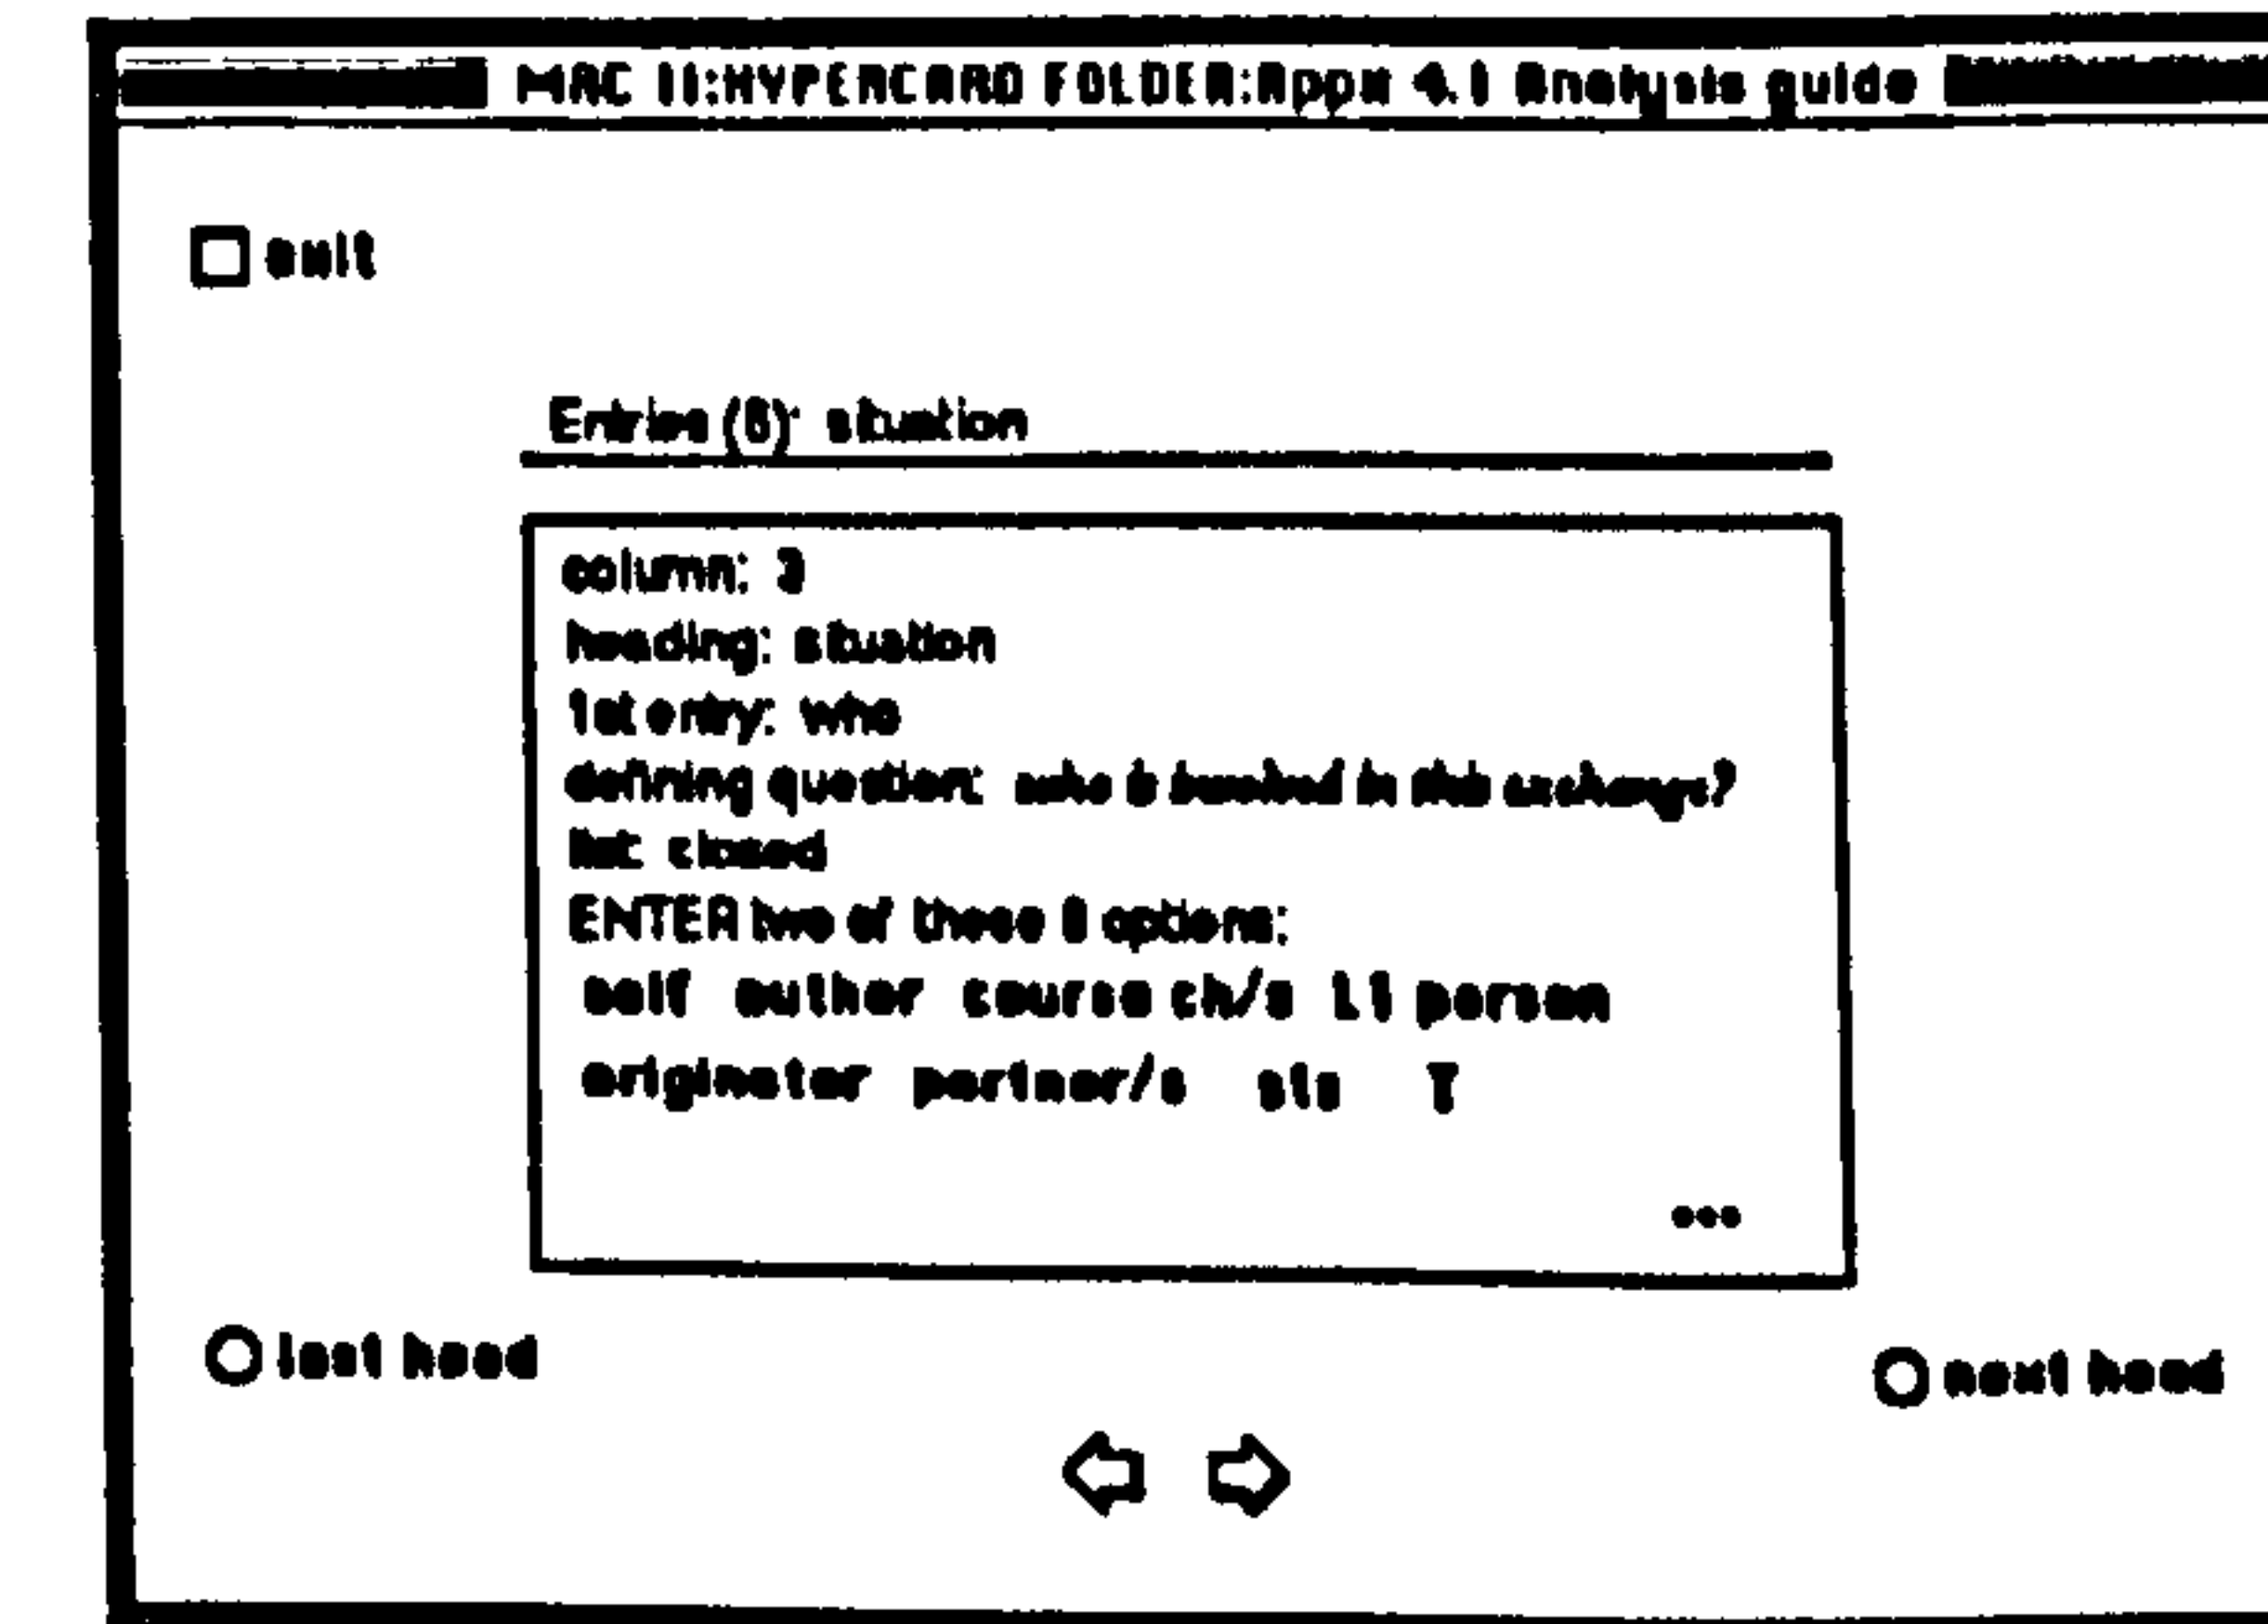 MAC II:HYPERCARD FOLDER:Appx 4.1 Analysis guide
exit
Entries situation
column: 3
heading: situation
1st entry: who
defining question: who is involved in this exchange?
list: closed
ENTER two of these 8 options:
self author course ch/s L1 person
originator partner/s sts T
•••
last head
next head